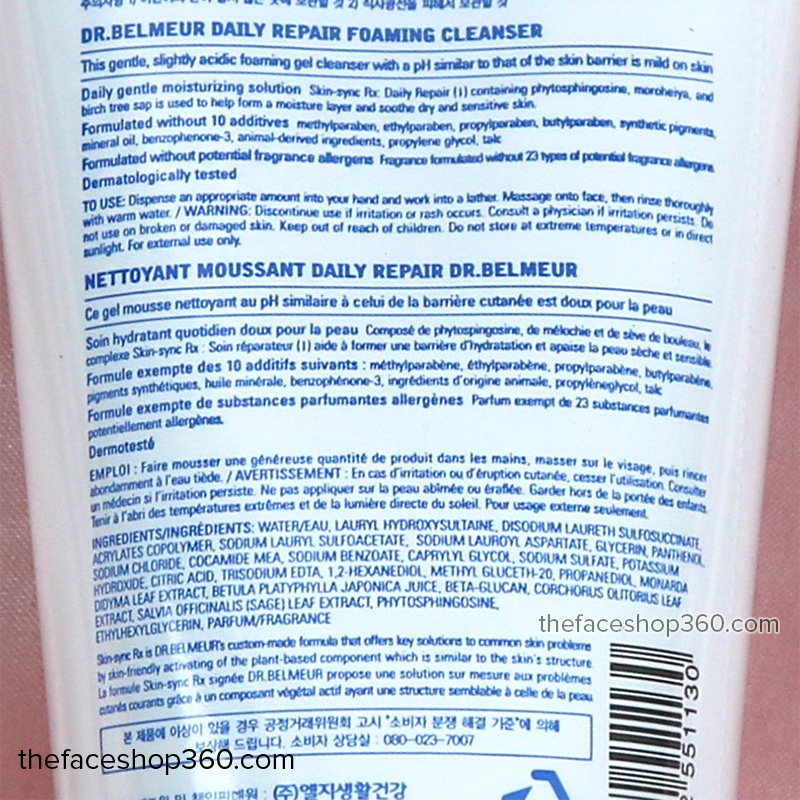 DR.BELMEUR DAILY REPAIR FOAMING CLEANSER
This gentle, slightly acidic foaming gel cleanser with a pH similar to that of the skin barrier is mild on skin
Daily gentle moisturizing solution Skin-sync Rx: Daily Repair (I) containing phytosphingosine, moroheiya, and
birch tree sap is used to help form a moisture layer and soothe dry and sensitive skin.
Formulated without 10 additives methylparaben, ethylparaben, propylparaben, butylparaben, synthetic pigments,
mineral oil, benzophenone-3, animal-derived ingredients, propylene glycol, talc
Formulated without potential fragrance allergens Fragrance formulated without 23 types of potential fragrance allergens.
Dermatologically tested
TO USE: Dispense an appropriate amount into your hand and work into a lather. Massage onto face, then rinse thoroughly
with warm water. / WARNING: Discontinue use if irritation or rash occurs. Consult a physician if irritation persists. Do
not use on broken or damaged skin. Keep out of reach of children. Do not store at extreme temperatures or in direct
sunlight. For external use only.
NETTOYANT MOUSSANT DAILY REPAIR DR.BELMEUR
Ce gel mousse nettoyant au pH similaire à celui de la barrière cutanée est doux pour la peau
Soin hydratant quotidien doux pour la peau Composé de phytospingosine, de mélochie et de sève de bouleau, le
complexe Skin-sync Rx : Soin réparateur (I) aide à former une barrière d'hydratation et apaise la peau sèche et sensible.
Formule exempte des 10 additifs suivants : méthylparabène, éthylparabène, propylparabène, butylparabène,
pigments synthétiques, huile minérale, benzophénone-3, ingrédients d'origine animale, propylèneglycol, talc
Formule exempte de substances parfumantes allergènes Parfum exempt de 23 substances parfumantes
potentiellement allergènes.
Dermotesté
EMPLOI : Faire mousser une généreuse quantité de produit dans les mains, masser sur le visage, puis rincer
abondamment à l'eau tiède. / AVERTISSEMENT : En cas d'irritation ou d'éruption cutanée, cesser l'utilisation. Consulter
un médecin si l'irritation persiste. Ne pas appliquer sur la peau abîmée ou éraflée. Garder hors de la portée des enfants.
Tenir à l'abri des températures extrêmes et de la lumière directe du soleil. Pour usage externe seulement.
INGREDIENTS/INGRÉDIENTS: WATER/EAU, LAURYL HYDROXYSULTAINE, DISODIUM LAURETH SULFOSUCCINATE,
ACRYLATES COPOLYMER, SODIUM LAURYL SULFOACETATE, SODIUM LAUROYL ASPARTATE, GLYCERIN, PANTHENOL,
SODIUM CHLORIDE, COCAMIDE MEA, SODIUM BENZOATE, CAPRYLYL GLYCOL, SODIUM SULFATE, POTASSIUM
HYDROXIDE, CITRIC ACID, TRISODIUM EDTA, 1,2-HEXANEDIOL, METHYL GLUCETH-20, PROPANEDIOL, MONARDA
DIDYMA LEAF EXTRACT, BETULA PLATYPHYLLA JAPONICA JUICE, BETA-GLUCAN, CORCHORUS OLITORIUS LEAF
EXTRACT, SALVIA OFFICINALIS (SAGE) LEAF EXTRACT, PHYTOSPHINGOSINE,
ETHYLHEXYLGLYCERIN, PARFUM/FRAGRANCE
thefaceshop360.com
Skin-sync Rx is DR.BELMEUR's custom-made formula that offers key solutions to common skin problems
by skin-friendly activating of the plant-based component which is similar to the skin's structure
La formule Skin-sync Rx signée DR.BELMEUR propose une solution sur mesure aux problèmes
cutanés courants grâce à un composant végétal actif ayant une structure semblable à celle de la peau
본 제품에 이상이 있을 경우 공정거래위원회 고시 "소비자 분쟁 해결 기준"에 의해
보상해 드립니다. 소비자 상담실 : 080-023-7007
551130
thefaceshop360.com
(주)엘지생활건강